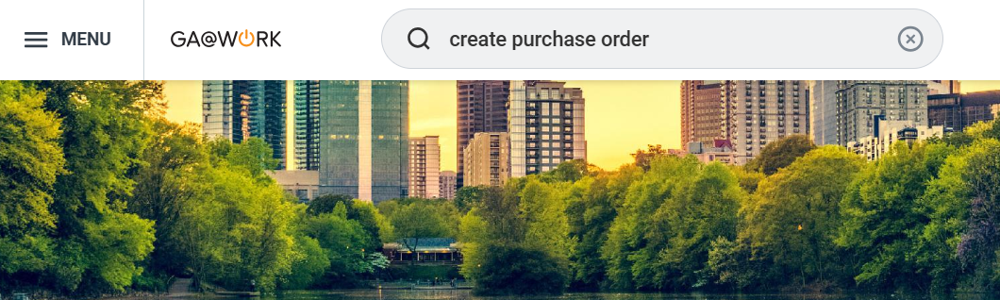 MENU
GA@WORK
create purchase order